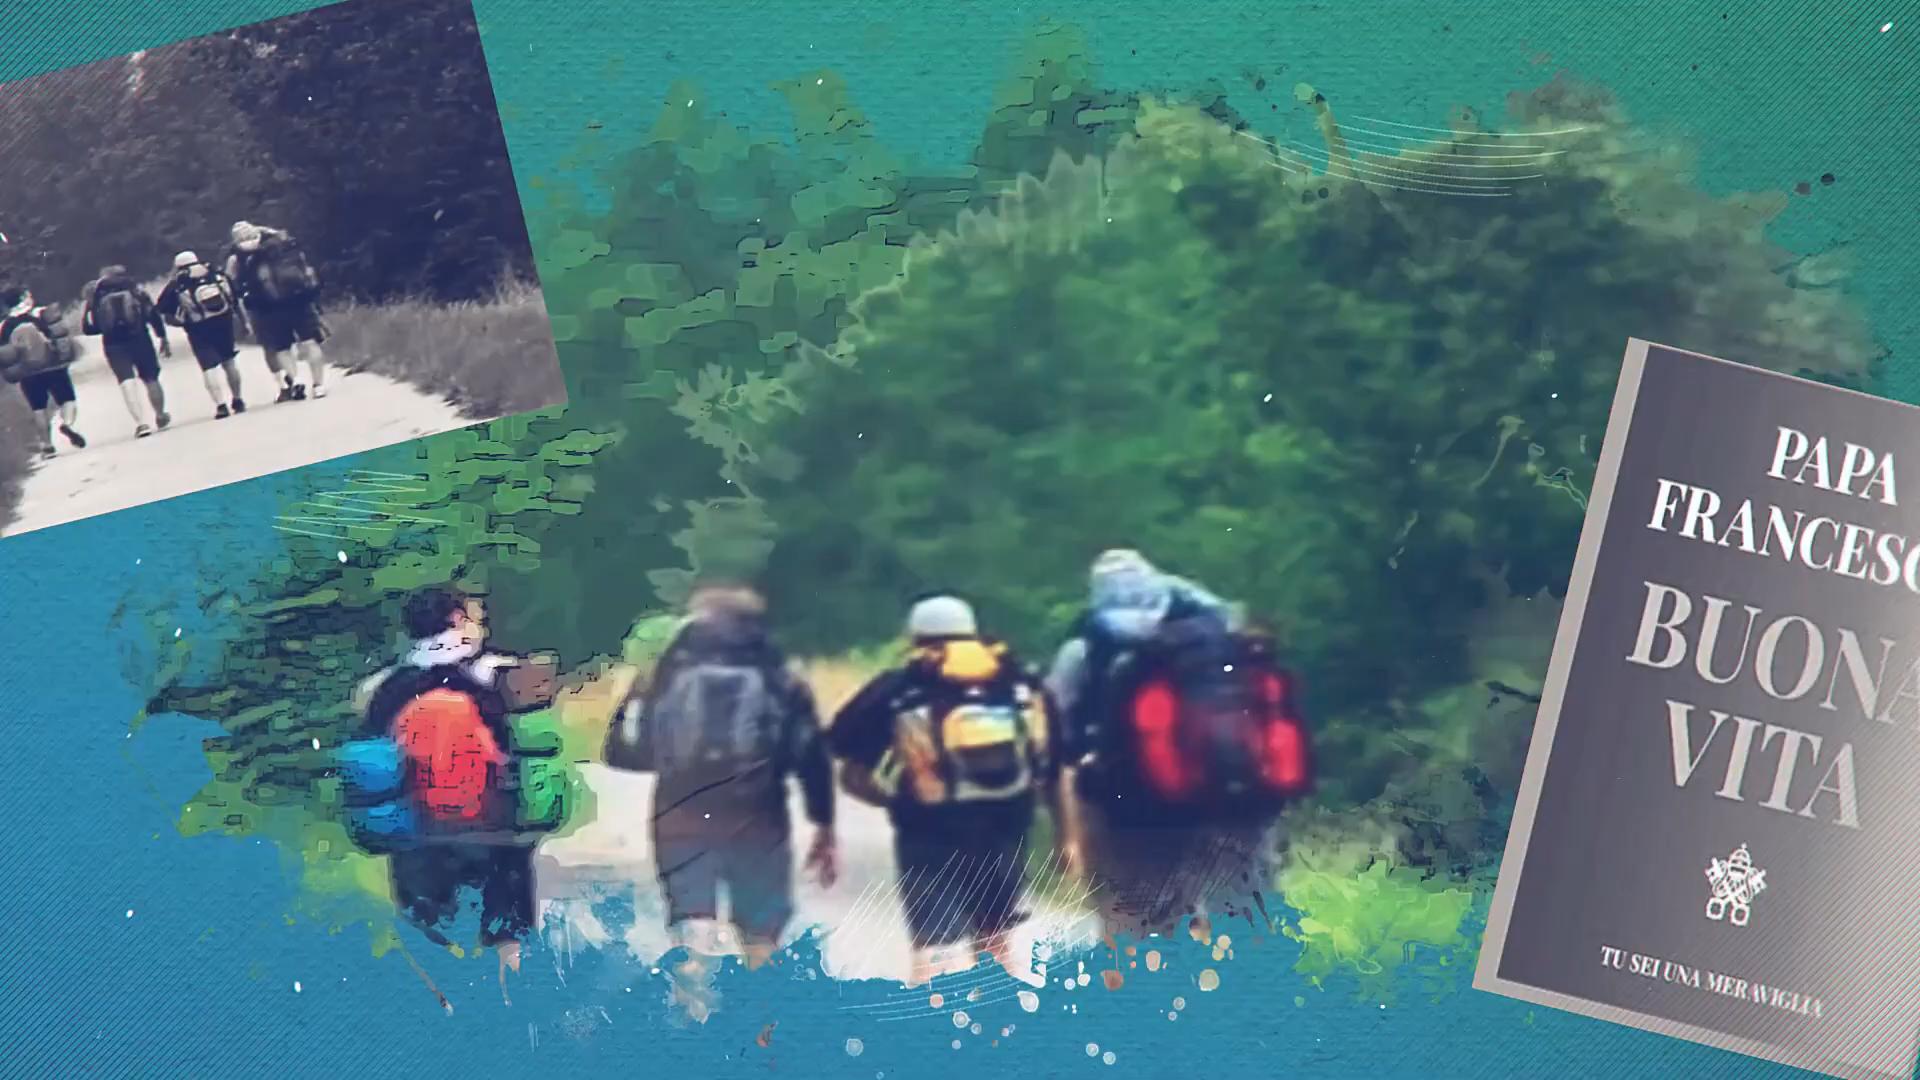 PAPA
FRANCESC
BUONA
VITA
TU SEI UNA MERAVIGLIA